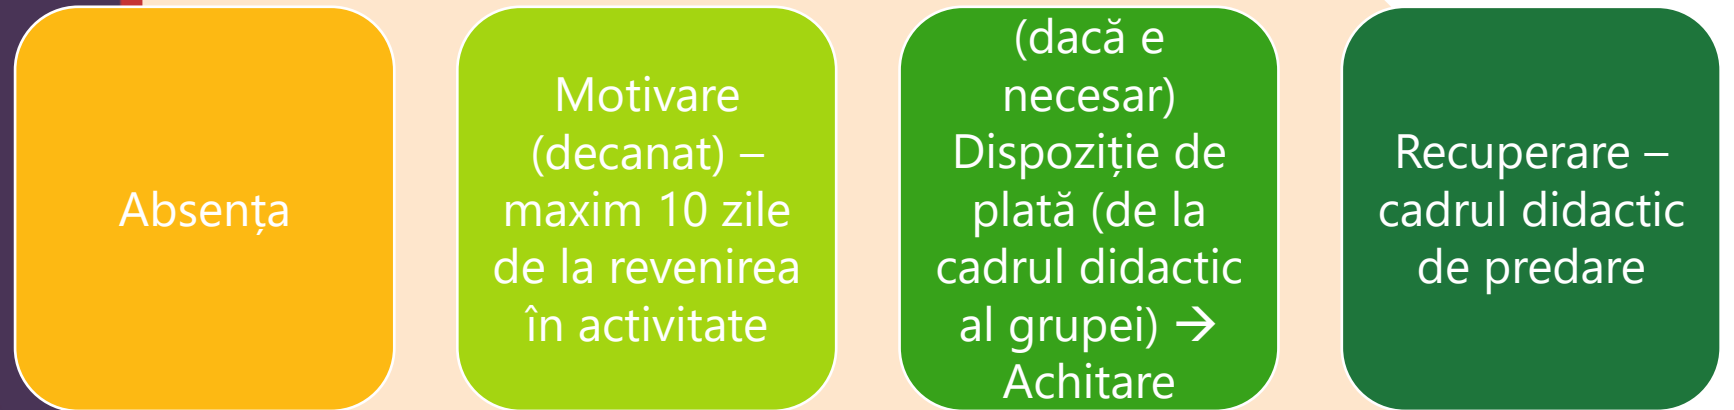 Absența
Motivare
(decanat) –
maxim 10 zile
de la revenirea
în activitate
(dacă e
necesar)
Dispoziție de
plată (de la
cadrul didactic
al grupei) →
Achitare
Recuperare –
cadrul didactic
de predare